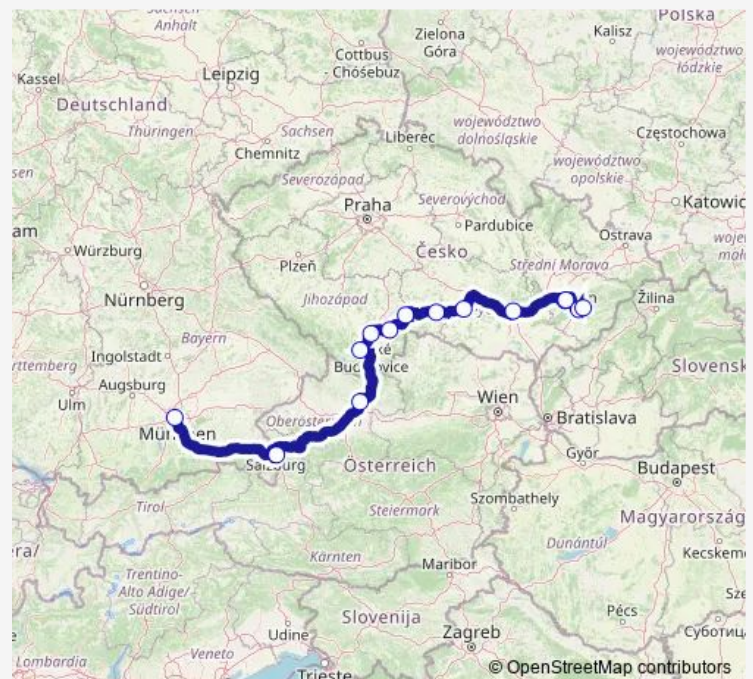 Sachsen-
Anhalt
Polska
Zielona
Góra
Kalisz
Cottbus
- Chóśebuz
województwo
łódzkie
Kassel
Leipzig
Deutschland
Thüringen
Sachsen
województwo
dolnośląskie
Częstochowa
Chemnitz
Liberec
województwo
opolskie
Severozápad
Praha
Severovýchod
Katowic
Pardubice
Würzburg
Plzeň
Česko
Ostrava
Střední Morava
Nürnberg
Jihozápad
Žilina
Bayern
Ingolstadt
Slovensk
Augsburg
Ulm
Wien
Bratislava
München
Salzburg
Österreich
Győr
Budapest
Tirol
Steiermark
Szombathely
Magyarország
Kärnten
Dunántúl
Kecskem
Maribor
Trentino-
Alto Adige/
Südtirol
Slovenija
Pécs
Udine
Zagreb
Lombardia
Veneto
Trieste
© OpenStreetMap contributors